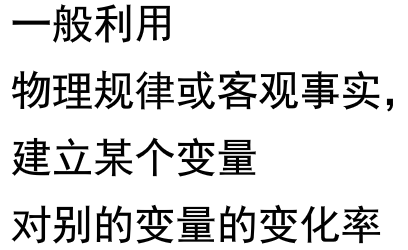 一般利用
物理规律或客观事实,
建立某个变量
对别的变量的变化率